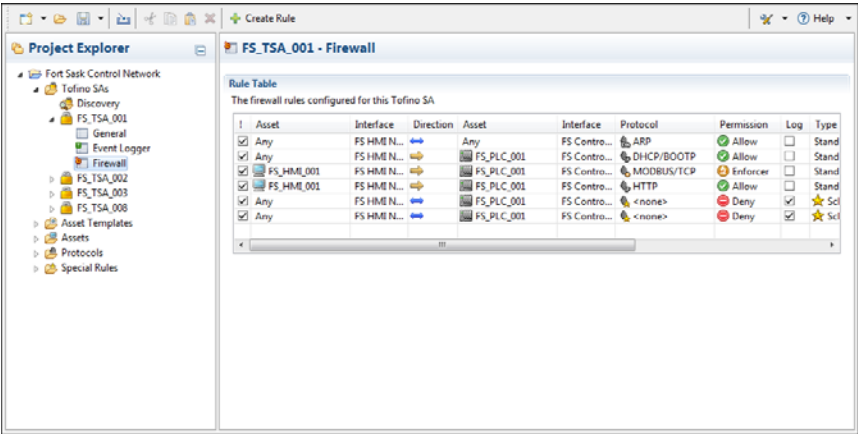 Create Rule Help
Project Explorer
Fort Sask Control Network
Tofino SAs
Discovery
FS_TSA_001
General
Event Logger
Firewall
FS_TSA_002
FS_TSA_003
FS_TSA_008
Asset Templates
Assets
Protocols
Special Rules
FS_TSA_001 - Firewall
Rule Table
The firewall rules configured for this Tofino SA
! Asset Interface Direction Asset Interface Protocol Permission Log Type
Any FS HMI N... Any FS Contro... ARP Allow Stand
Any FS HMI N... FS_PLC_001 FS Contro... DHCP/BOOTP Allow Stand
FS_HMI_001 FS HMI N... FS_PLC_001 FS Contro... MODBUS/TCP Enforcer Stand
FS_HMI_001 FS HMI N... FS_PLC_001 FS Contro... HTTP Allow Stand
Any FS HMI N... FS_PLC_001 FS Contro... <none> Deny
Any FS HMI N... FS_PLC_001 FS Contro... <none> Deny